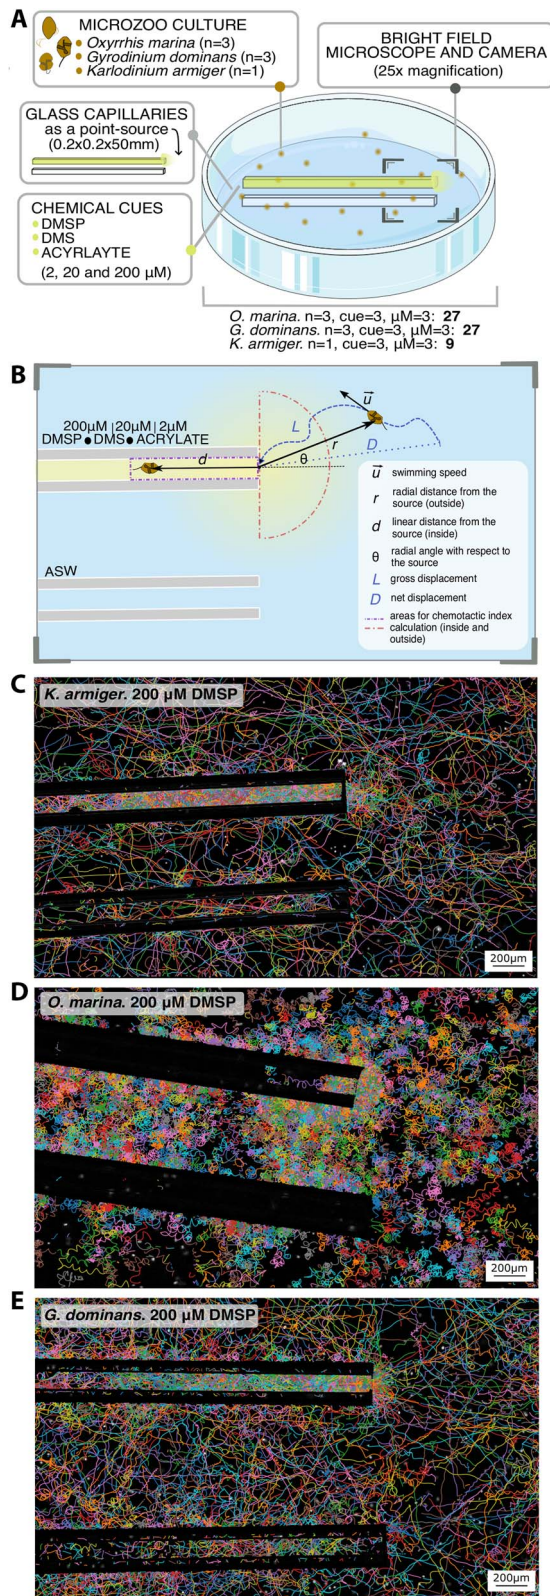 A
MICROZOO CULTURE
Oxyrrhis marina (n=3)
Gyrodinium dominans (n=3)
Karlodinium armiger (n=1)
BRIGHT FIELD
MICROSCOPE AND CAMERA
(25x magnification)
GLASS CAPILLARIES
as a point-source
(0.2x0.2x50mm)
CHEMICAL CUES
DMSP
DMS
ACYRLAYTE
(2, 20 and 200 µM)
O. marina. n=3, cue=3, µM=3: 27
G. dominans. n=3, cue=3, µM=3: 27
K. armiger. n=1, cue=3, µM=3: 9
B
200µM |20µM | 2µM
DMSP ● DMS ● ACRYLATE
d
L
r
u
D
θ
ASW
u swimming speed
r radial distance from the
source (outside)
d linear distance from the
source (inside)
θ radial angle with respect to
the source
L gross displacement
D net displacement
areas for chemotactic index
calculation (inside and
outside)
C
K. armiger. 200 µM DMSP
200µm
D
O. marina. 200 µM DMSP
200µm
E
G. dominans. 200 µM DMSP
200µm